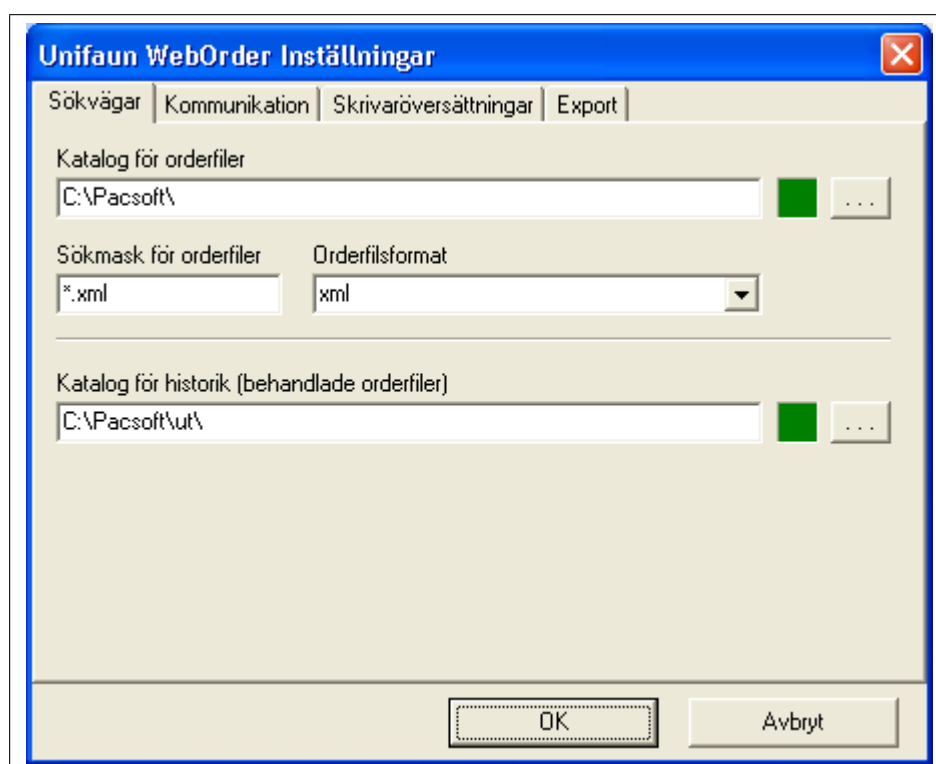 Unifaun WebOrder Inställningar
Sökvägar Kommunikation Skrivaröversättningar Export
Katalog för orderfiler
C:\Pacsoft\
...
Sökmask för orderfiler Orderfilsformat
*.xml xml
Katalog för historik (behandlade orderfiler)
C:\Pacsoft\ut\
...
OK Avbryt